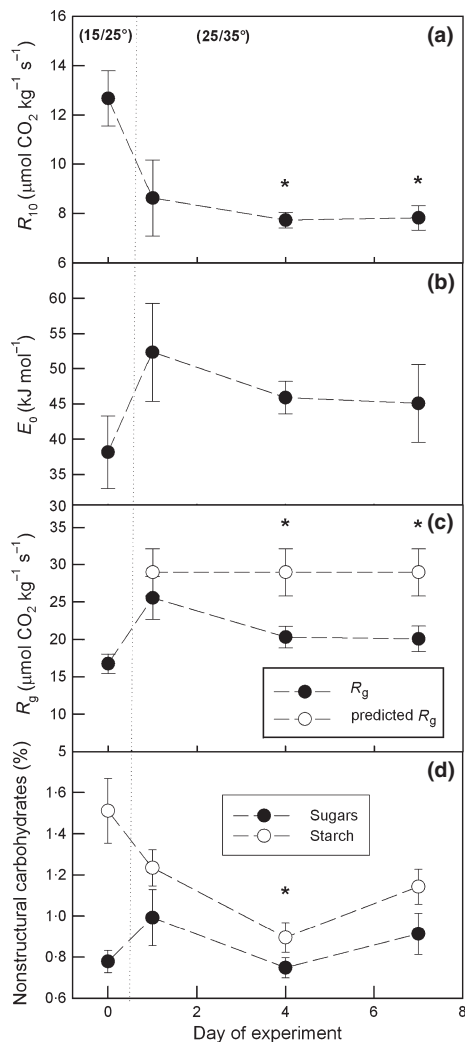 (15/25°) (25/35°) (a)
16
14
12
10
8
6
R10 (μmol CO2 kg−1 s−1)
* *
(b)
60
55
50
45
40
35
30
E0 (kJ mol−1)
(c)
* *
35
30
25
20
15
10
5
Rg (μmol CO2 kg−1 s−1)
Rg
predicted Rg
(d)
1·6
1·4
1·2
1·0
0·8
0·6
Nonstructural carbohydrates (%)
Sugars
Starch
*
0 2 4 6 8
Day of experiment